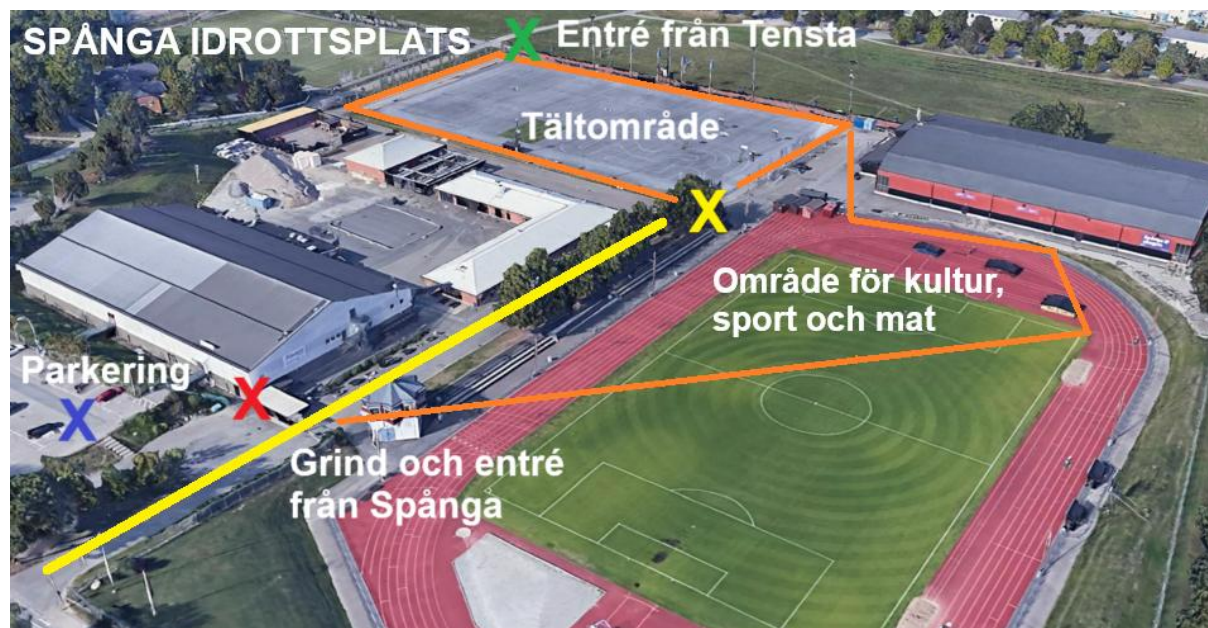 SPÅNGA IDROTTSPLATS
X Entré från Tensta
Tältområde
X
Område för kultur,
sport och mat
Parkering
X
X
Grind och entré
från Spånga